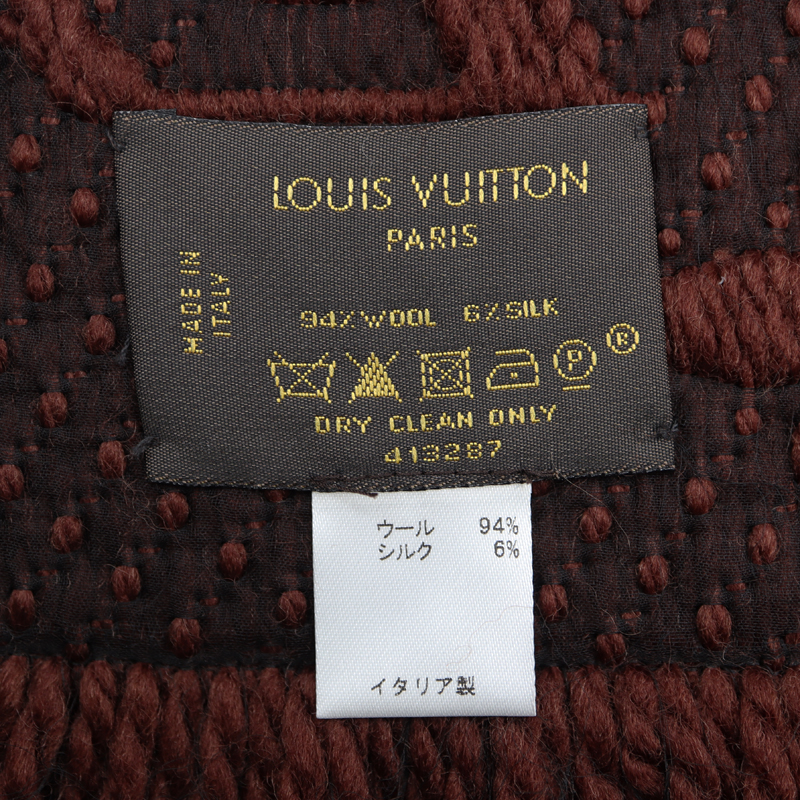 LOUIS VUITTON
PARIS
MADE IN
ITALY
94% WOOL 6% SILK
P
R
DRY CLEAN ONLY
413287
ウール 94%
シルク 6%
イタリア製